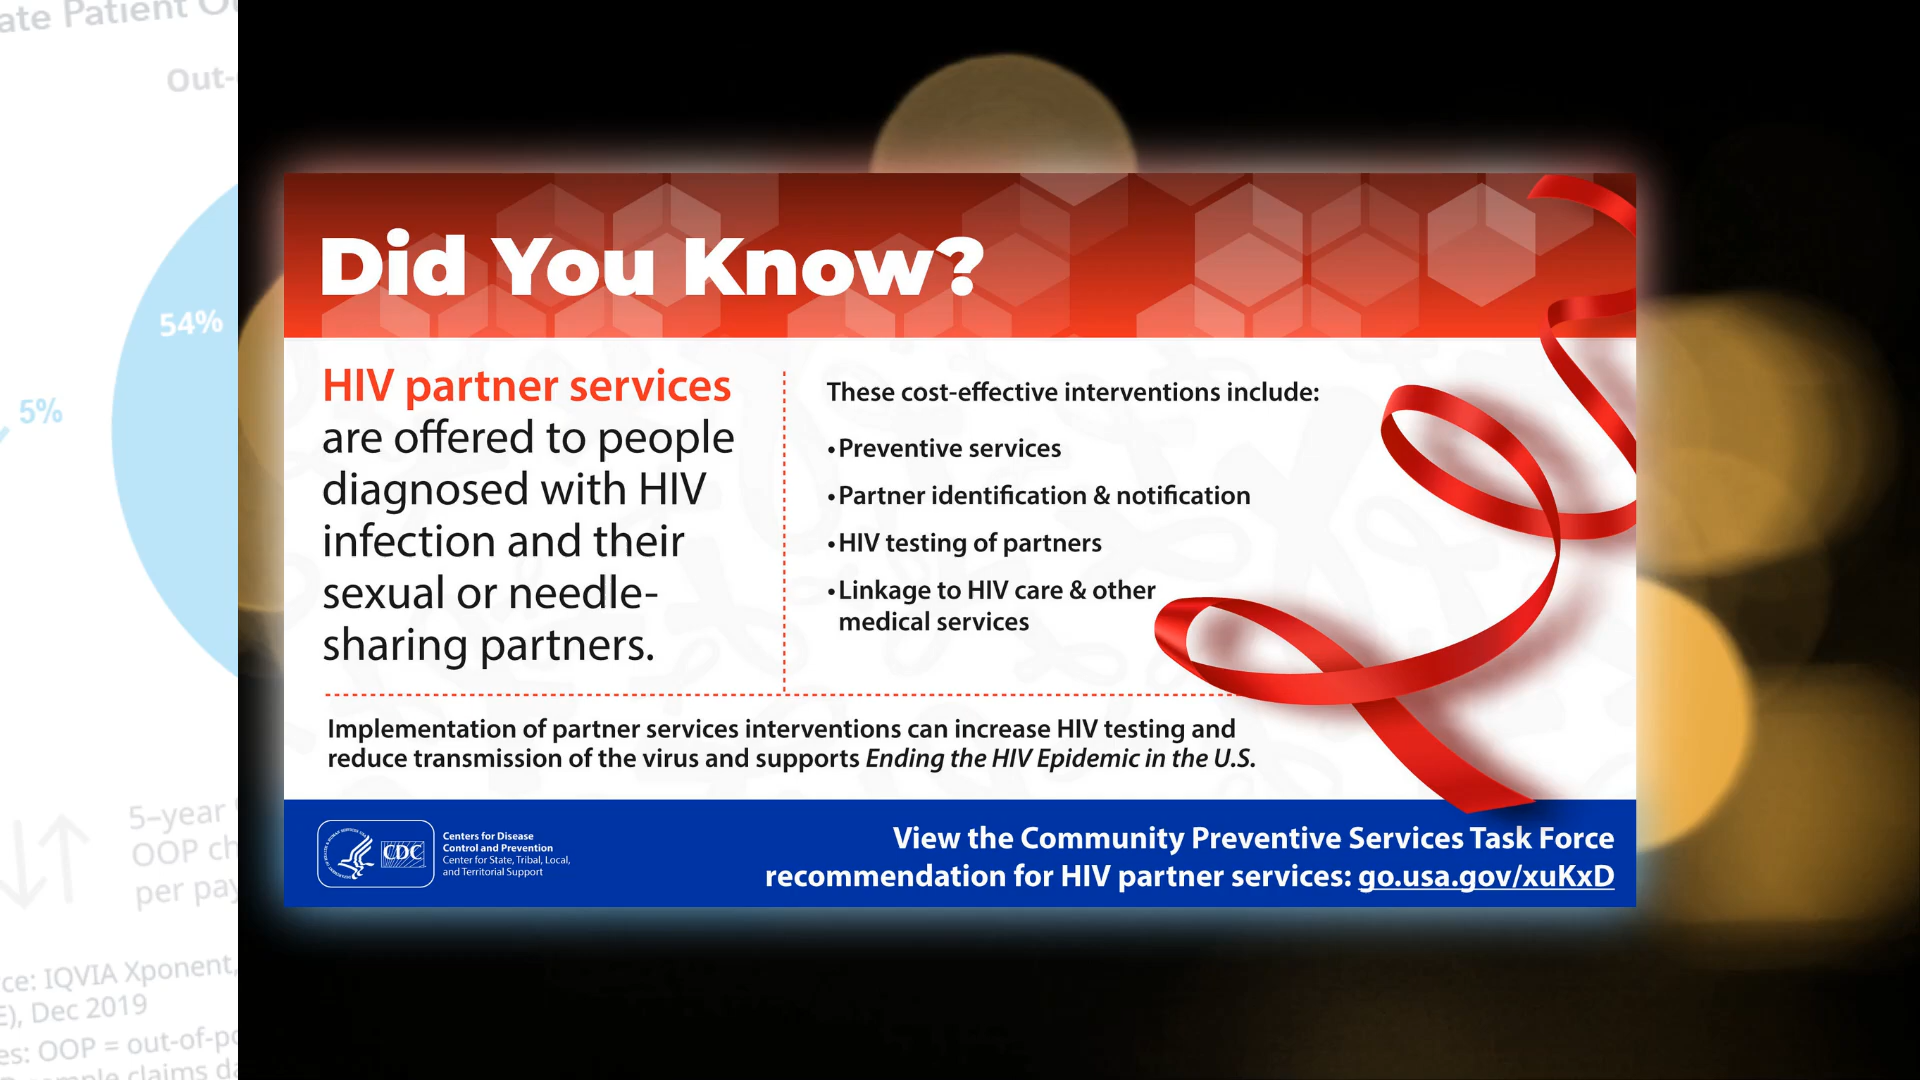 ate Patient
Out-
54%
5%
5–year
OOP ch
per pay
ce: IQVIA Xponent,
E), Dec 2019
es: OOP = out-of-po
claims da
Did You Know?
HIV partner services
are offered to people
diagnosed with HIV
infection and their
sexual or needle-
sharing partners.
These cost-effective interventions include:
• Preventive services
• Partner identification & notification
• HIV testing of partners
• Linkage to HIV care & other
medical services
Implementation of partner services interventions can increase HIV testing and
reduce transmission of the virus and supports Ending the HIV Epidemic in the U.S.
CDC
Centers for Disease
Control and Prevention
Center for State, Tribal, Local,
and Territorial Support
View the Community Preventive Services Task Force
recommendation for HIV partner services: go.usa.gov/xuKxD